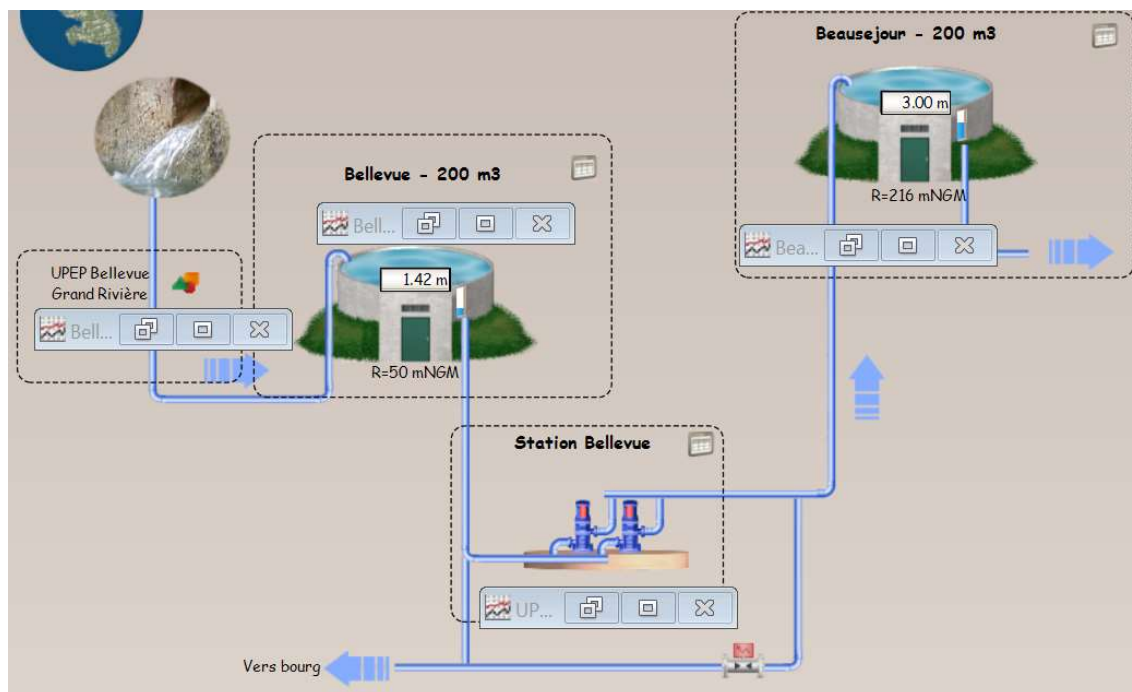 Beausejour - 200 m3
3.00 m
R=216 mNGM
Bea...
Bellevue - 200 m3
Bell...
1.42 m
R=50 mNGM
UPEP Bellevue
Grand Rivière
Bell...
Station Bellevue
UP...
Vers bourg